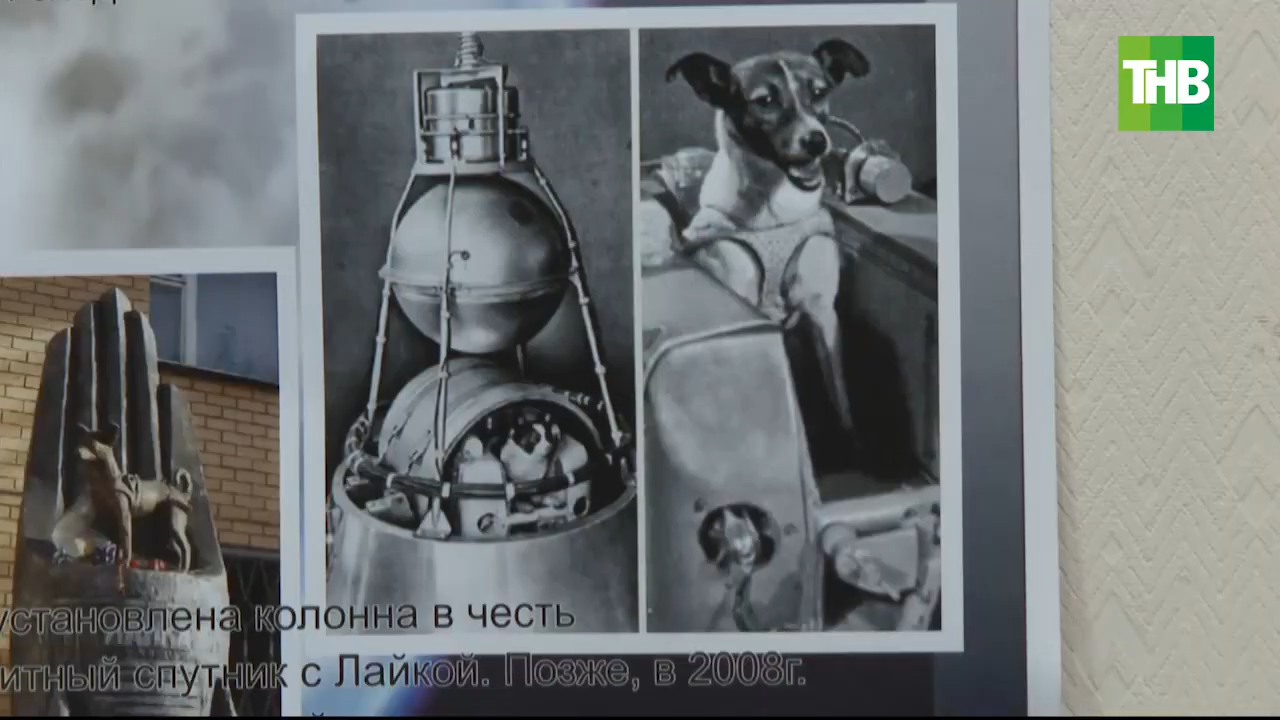 ТНВ
установлена колонна в честь
итный спутник с Лайкой. Позже, в 2008г.